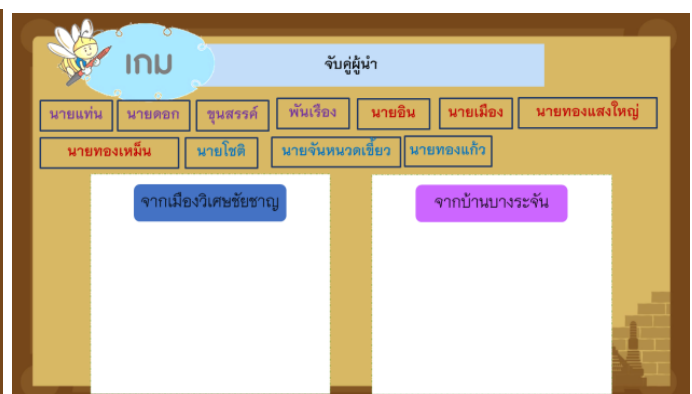 เกม
จับคู่ผู้นำ
นายแท่น นายดอก ขุนสรรค์ พันเรือง นายอิน นายเมือง นายทองแสงใหญ่
นายทองเหม็น นายโชติ นายจันหนวดเขี้ยว นายทองแก้ว
จากเมืองวิเศษชัยชาญ จากบ้านบางระจัน